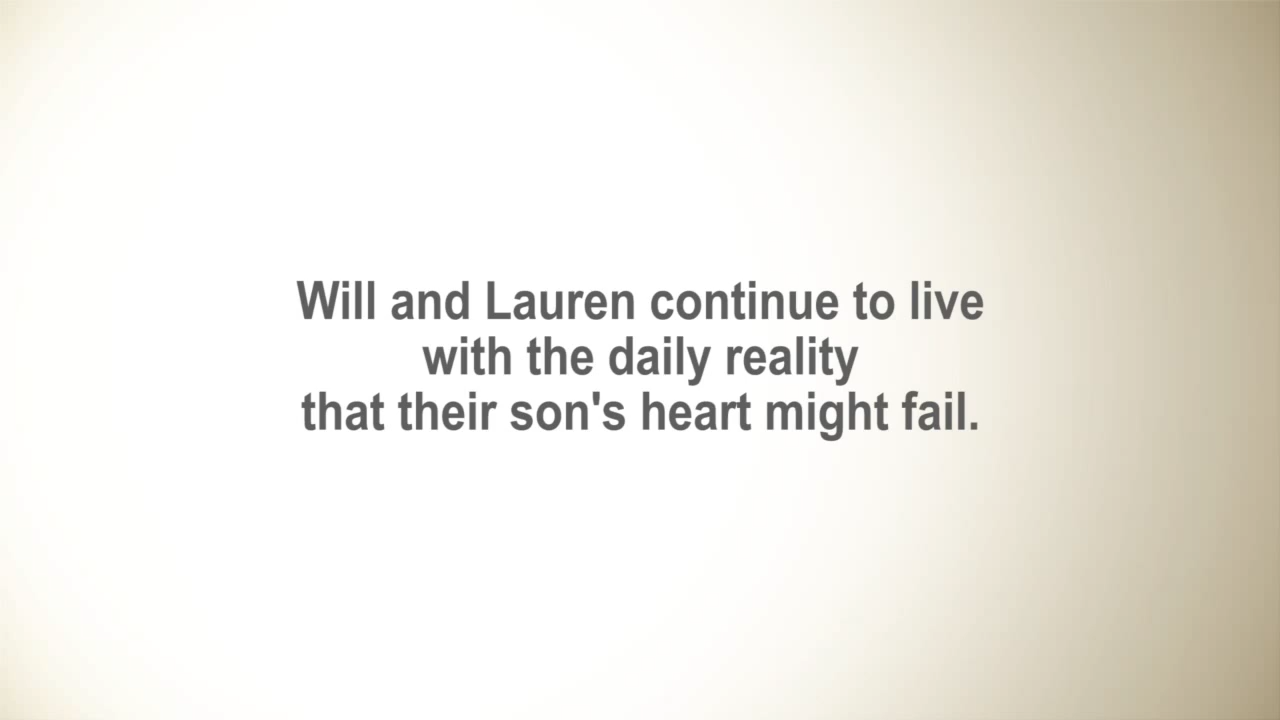 Will and Lauren continue to live
with the daily reality
that their son's heart might fail.